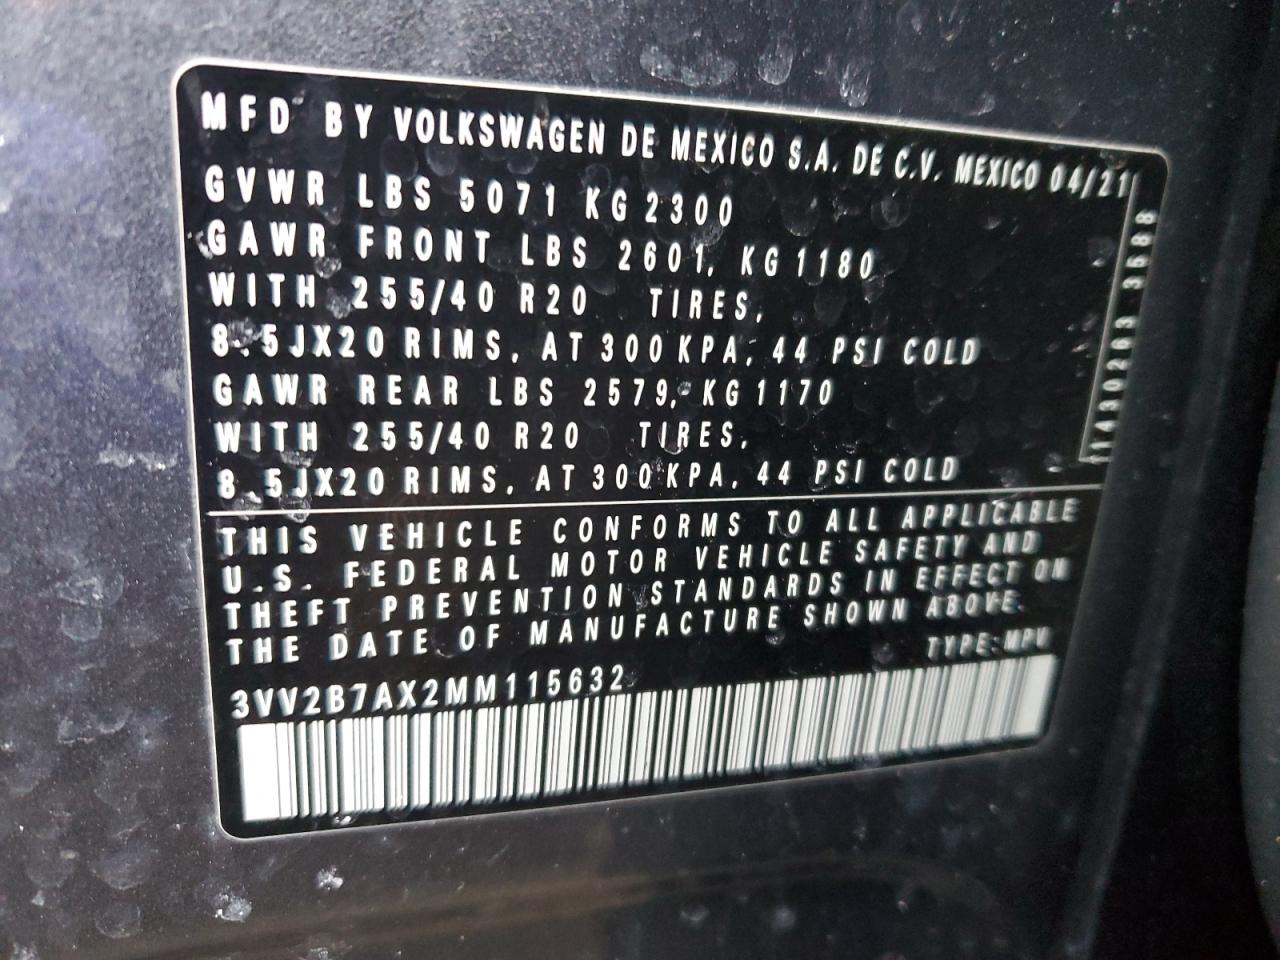 MFD BY VOLKSWAGEN DE MEXICO S.A. DE C.V. MEXICO 04/21
GVWR LBS 5071 KG 2300
GAWR FRONT LBS 2601, KG 1180
WITH 255/40 R20 TIRES,
8.5JX20 RIMS, AT 300 KPA, 44 PSI COLD
GAWR REAR LBS 2579, KG 1170
WITH 255/40 R20 TIRES,
8.5JX20 RIMS, AT 300 KPA, 44 PSI COLD
THIS VEHICLE CONFORMS TO ALL APPLICABLE
U.S. FEDERAL MOTOR VEHICLE SAFETY AND
THEFT PREVENTION STANDARDS IN EFFECT ON
THE DATE OF MANUFACTURE SHOWN ABOVE.
TYPE: MPV
3VV2B7AX2MM115632